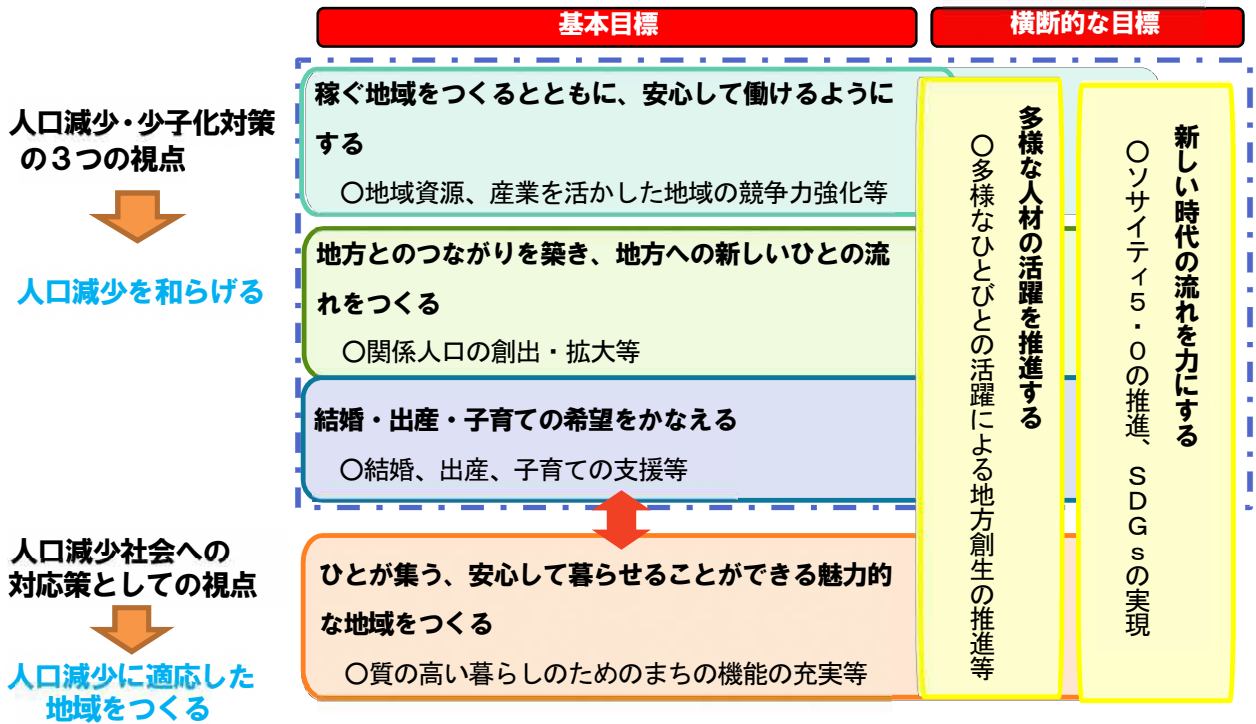 基本目標
横断的な目標
人口減少・少子化対策
の３つの視点
人口減少を和らげる
稼ぐ地域をつくるとともに、安心して働けるように
する
〇地域資源、産業を活かした地域の競争力強化等
地方とのつながりを築き、地方への新しいひとの流
れをつくる
〇関係人口の創出・拡大等
結婚・出産・子育ての希望をかなえる
〇結婚、出産、子育ての支援等
人口減少社会への
対応策としての視点
人口減少に適応した
地域をつくる
ひとが集う、安心して暮らせることができる魅力的
な地域をつくる
〇質の高い暮らしのためのまちの機能の充実等
多様な人材の活躍を推進する
〇多様なひとびとの活躍による地方創生の推進等
新しい時代の流れを力にする
〇ソサイティ５・０の推進、ＳＤＧｓの実現